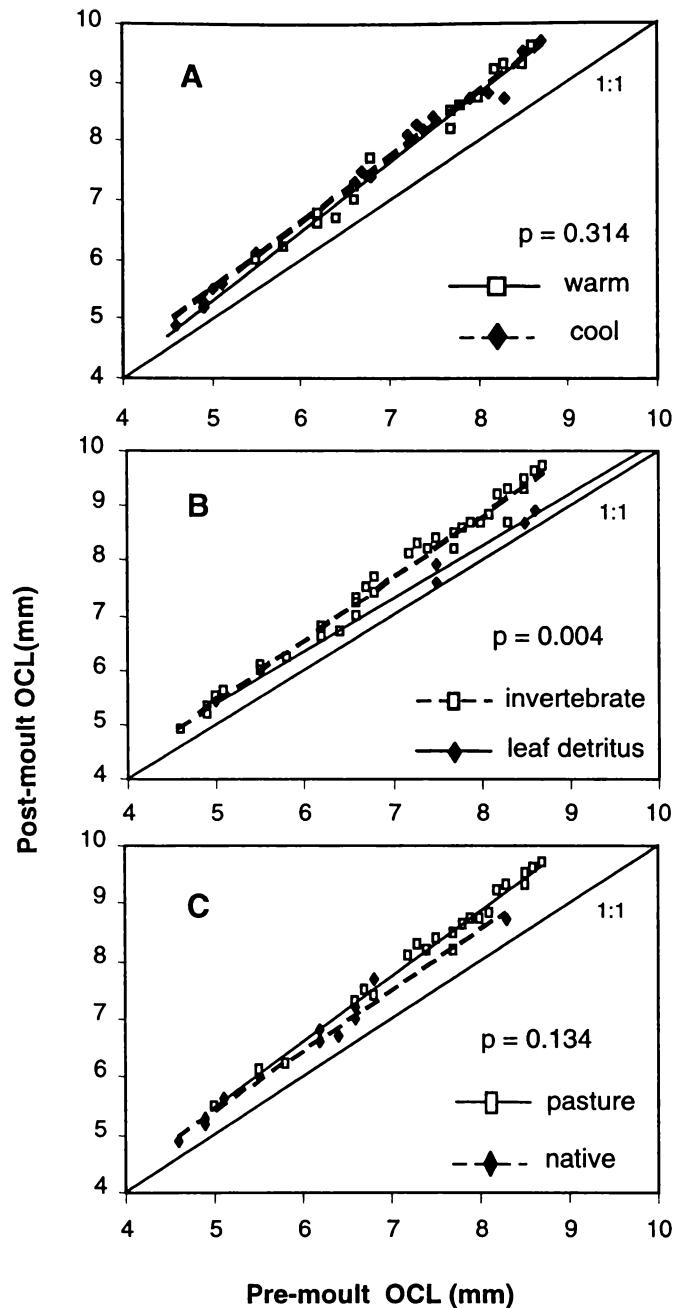 10
9
8
7
6
5
4
A
1:1
p = 0.314
warm
cool
4 5 6 7 8 9 10
10
9
8
7
6
5
4
B
1:1
p = 0.004
invertebrate
leaf detritus
4 5 6 7 8 9 10
Post-moult OCL(mm)
10
9
8
7
6
5
4
C
1:1
p = 0.134
pasture
native
4 5 6 7 8 9 10
Pre-moult OCL (mm)